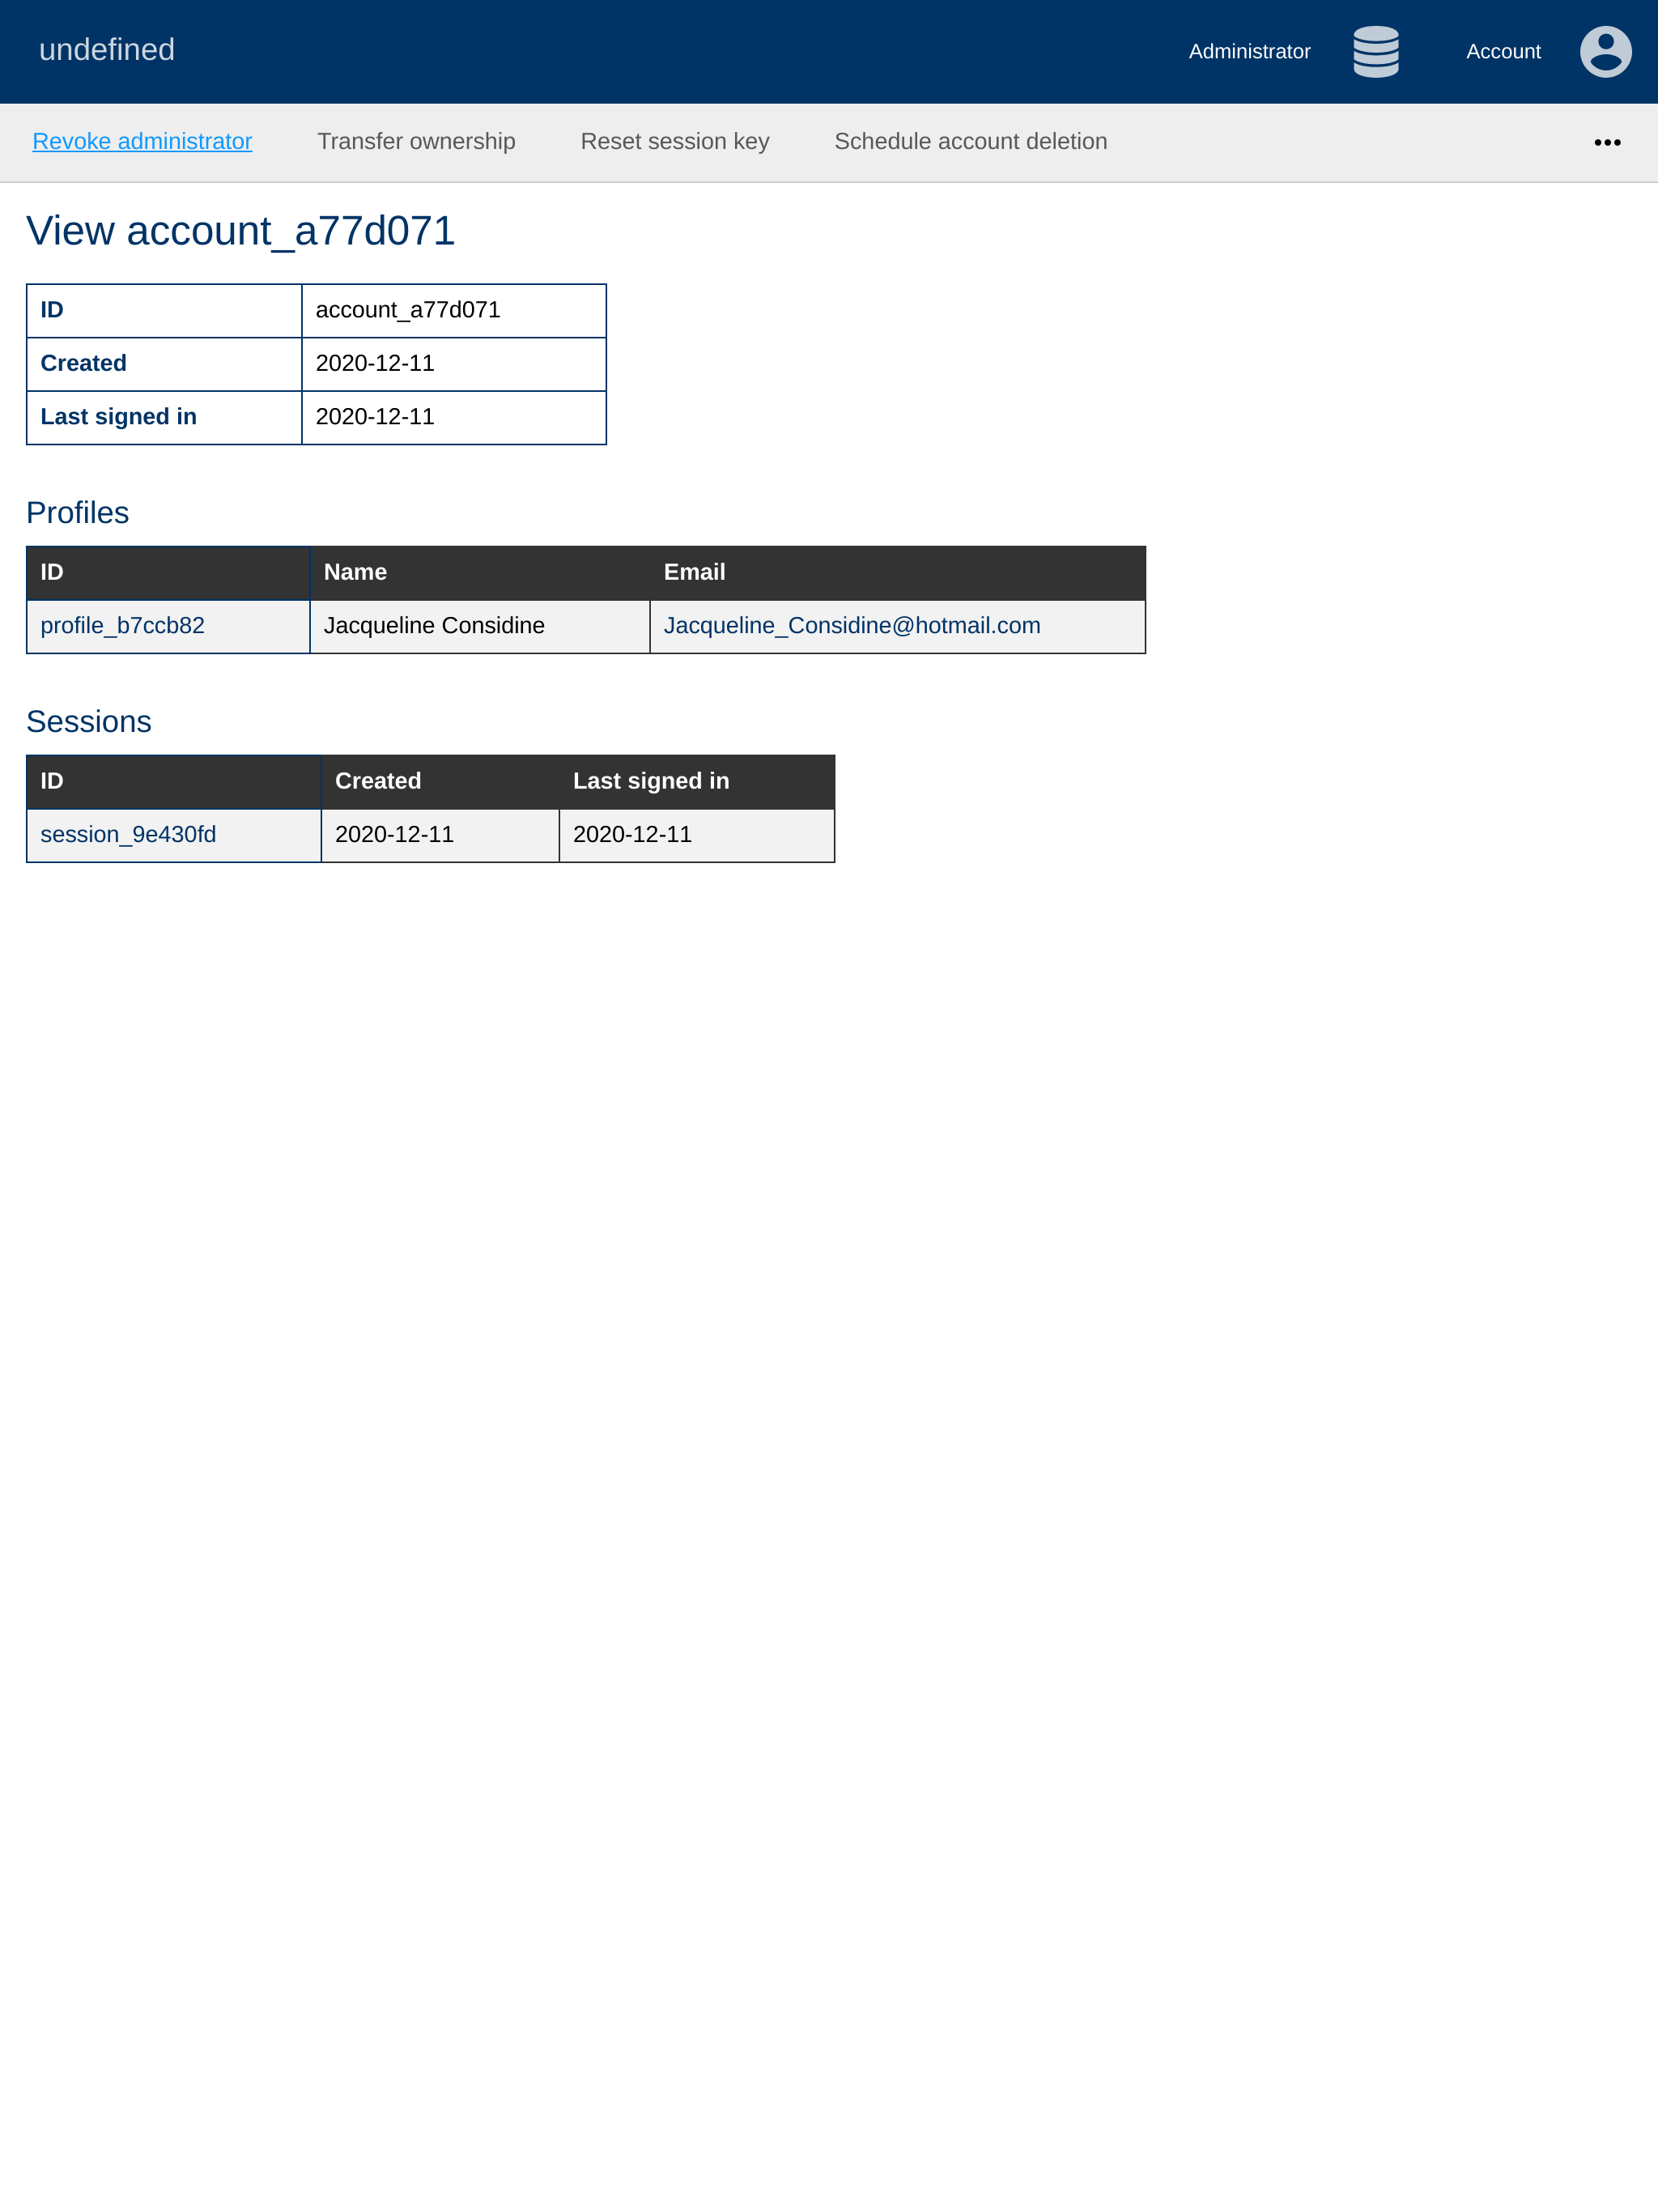 undefined Administrator Account
Revoke administrator Transfer ownership Reset session key Schedule account deletion •••
View account_a77d071
ID account_a77d071
Created 2020-12-11
Last signed in 2020-12-11
Profiles
ID Name Email
profile_b7ccb82 Jacqueline Considine Jacqueline_Considine@hotmail.com
Sessions
ID Created Last signed in
session_9e430fd 2020-12-11 2020-12-11